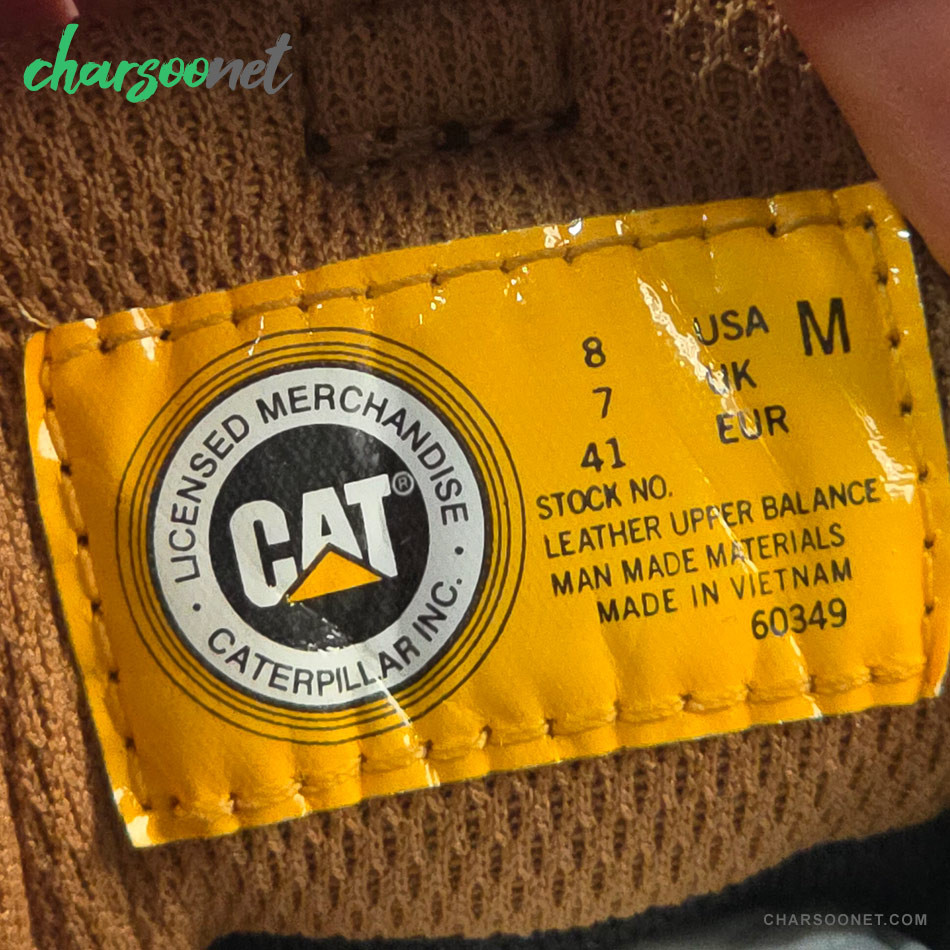 charsoonet
LICENSED MERCHANDISE
CAT®
• CATERPILLAR INC. •
8 USA M
7 UK
41 EUR
STOCK NO.
LEATHER UPPER BALANCE
MAN MADE MATERIALS
MADE IN VIETNAM
60349
CHARSOONET.COM